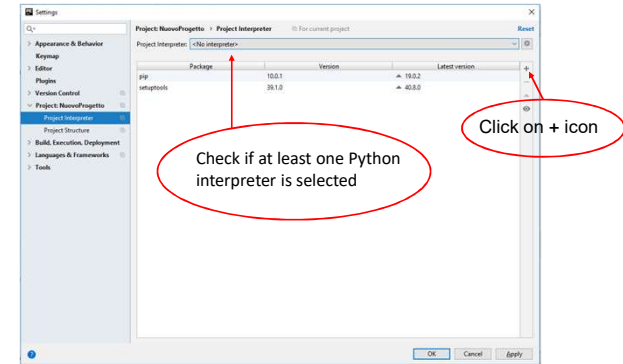 Settings
Project: NuovoProgetto › Project Interpreter For current project Reset
Appearance & Behavior
Keymap
Editor
Plugins
Version Control
Project: NuovoProgetto
Project Interpreter
Project Structure
Build, Execution, Deployment
Languages & Frameworks
Tools
Project Interpreter: <No interpreter>
Package Version Latest version
pip 10.0.1 19.0.2
setuptools 39.1.0 40.8.0
Click on + icon
Check if at least one Python
interpreter is selected
OK Cancel Apply